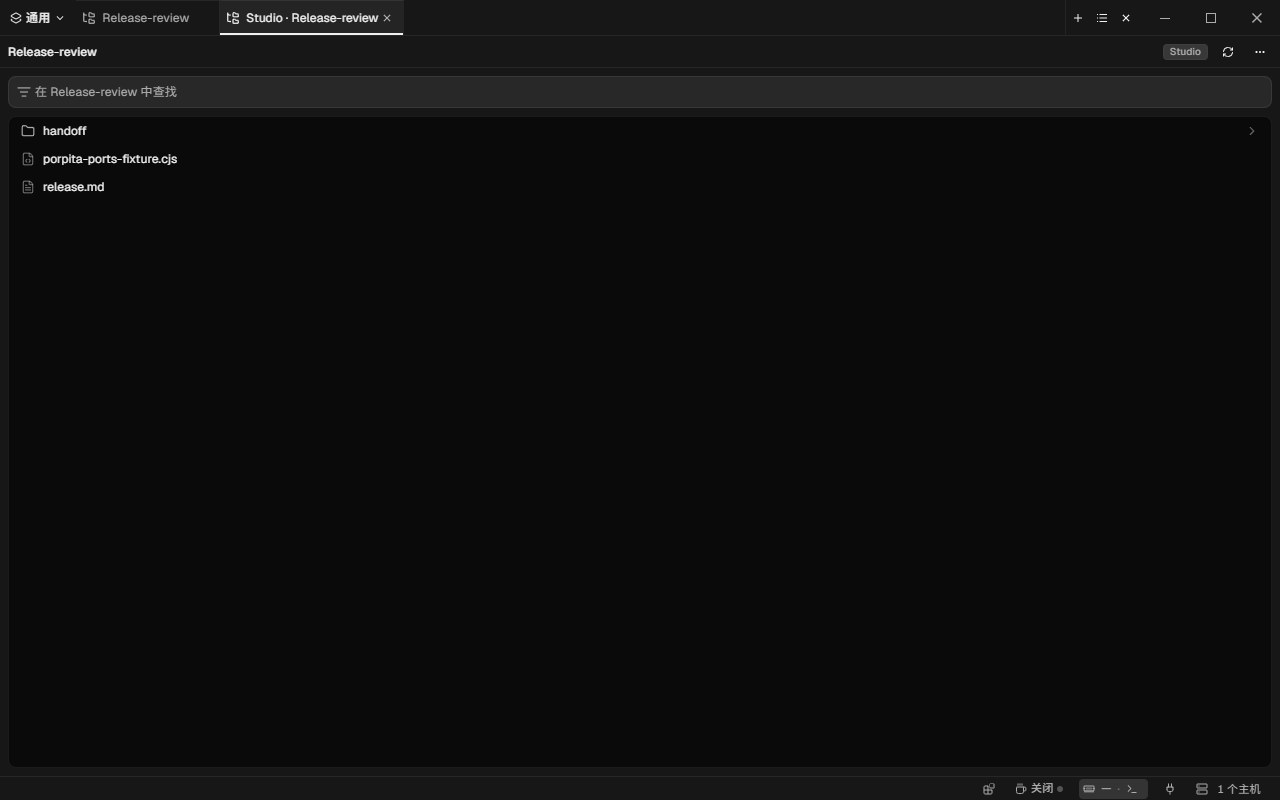 通用
Release-review
Studio · Release-review
Release-review
Studio
在 Release-review 中查找
handoff
porpita-ports-fixture.cjs
release.md
关闭
1 个主机